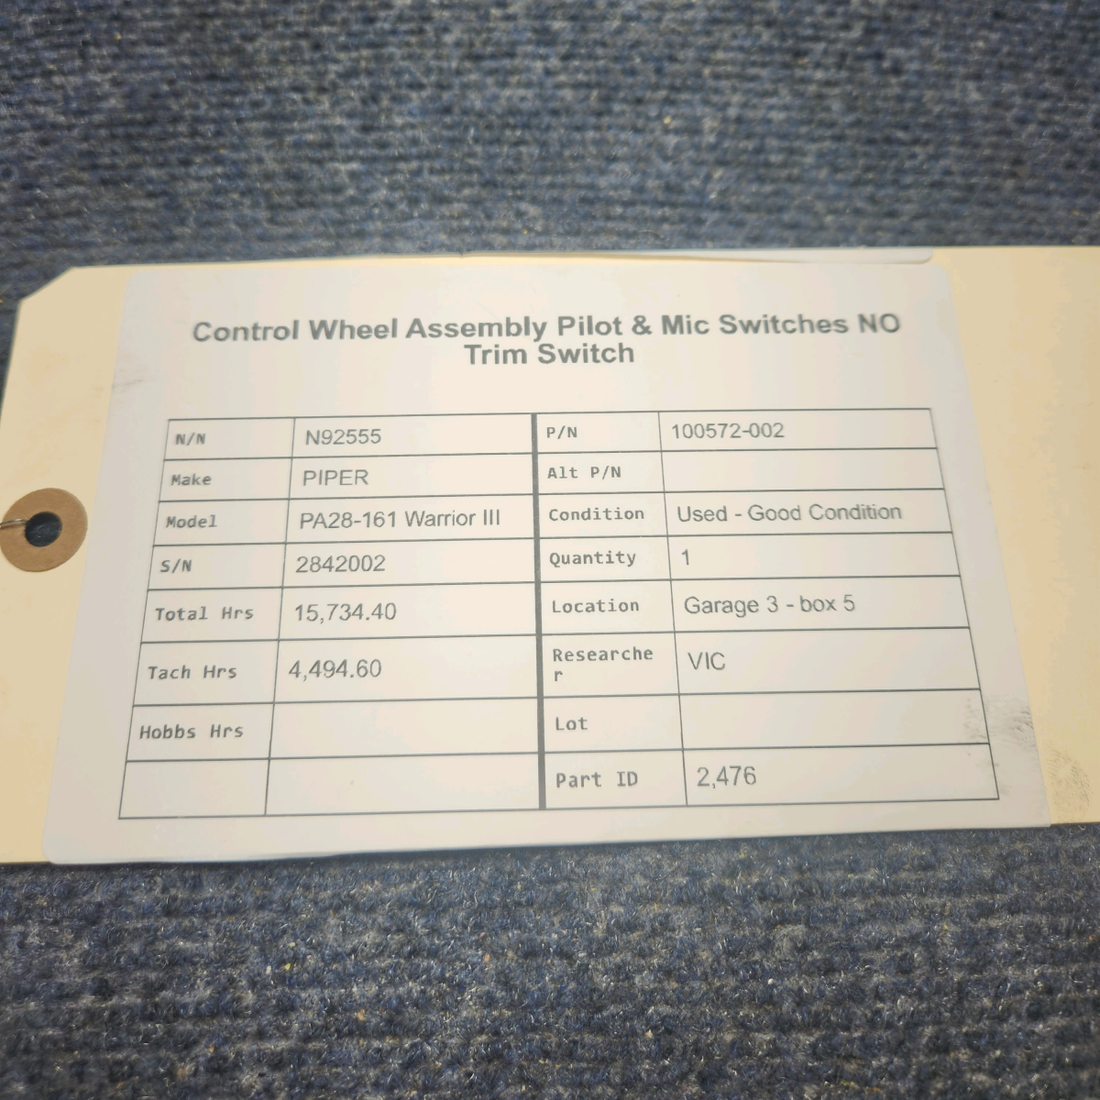 Control Wheel Assembly Pilot & Mic Switches NO
Trim Switch
N/N N92555 P/N 100572-002
Make PIPER Alt P/N
Model PA28-161 Warrior III Condition Used - Good Condition
S/N 2842002 Quantity 1
Total Hrs 15,734.40 Location Garage 3 - box 5
Tach Hrs 4,494.60 Researche
r VIC
Hobbs Hrs Lot
Part ID 2,476